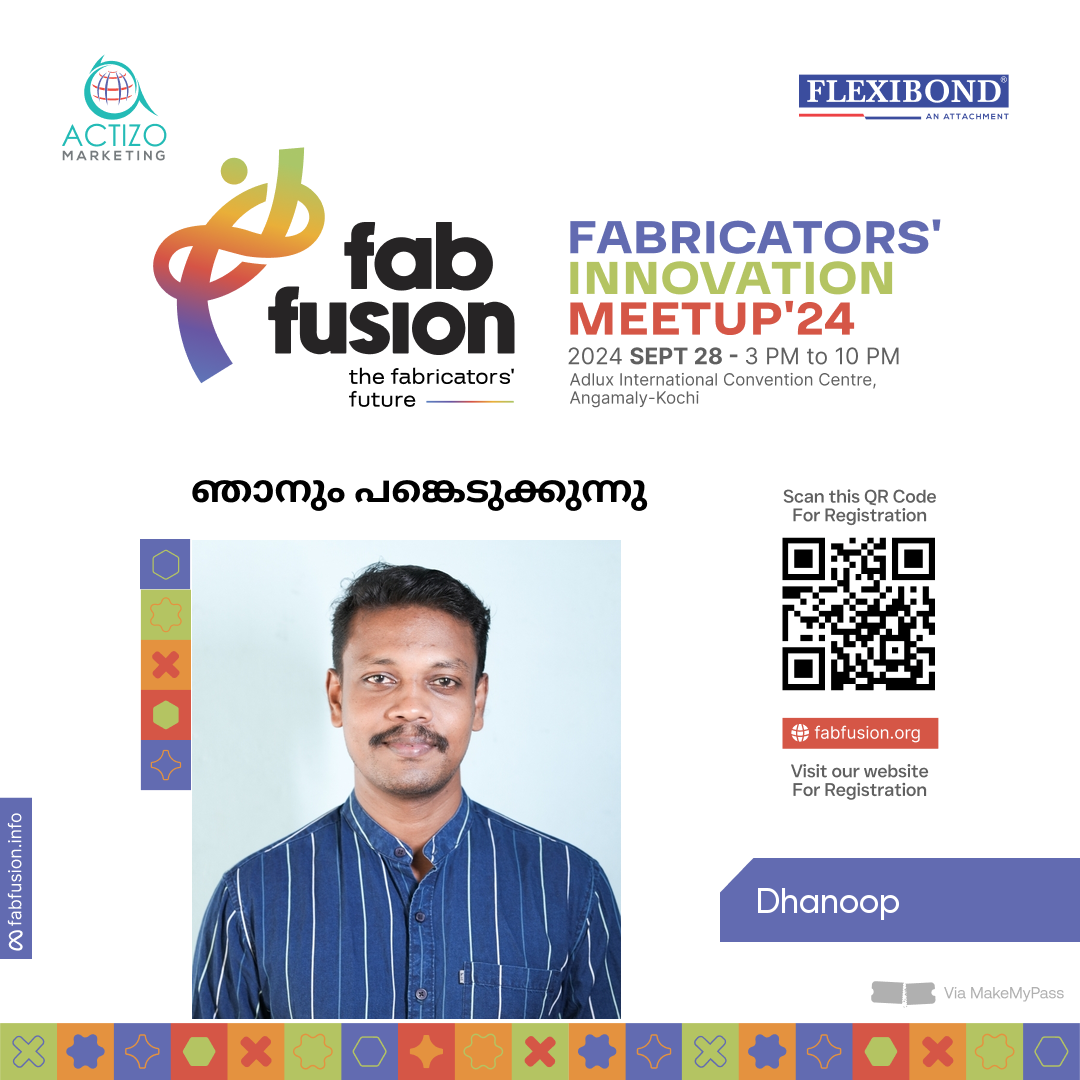 ACTIZO
MARKETING
FLEXIBOND®
AN ATTACHMENT
fab
fusion
the fabricators'
future
FABRICATORS'
INNOVATION
MEETUP'24
2024 SEPT 28 - 3 PM to 10 PM
Adlux International Convention Centre,
Angamaly-Kochi
ഞാനും പങ്കെടുക്കുന്നു
Scan this QR Code
For Registration
fabfusion.org
Visit our website
For Registration
fabfusion.info
Dhanoop
Via MakeMyPass